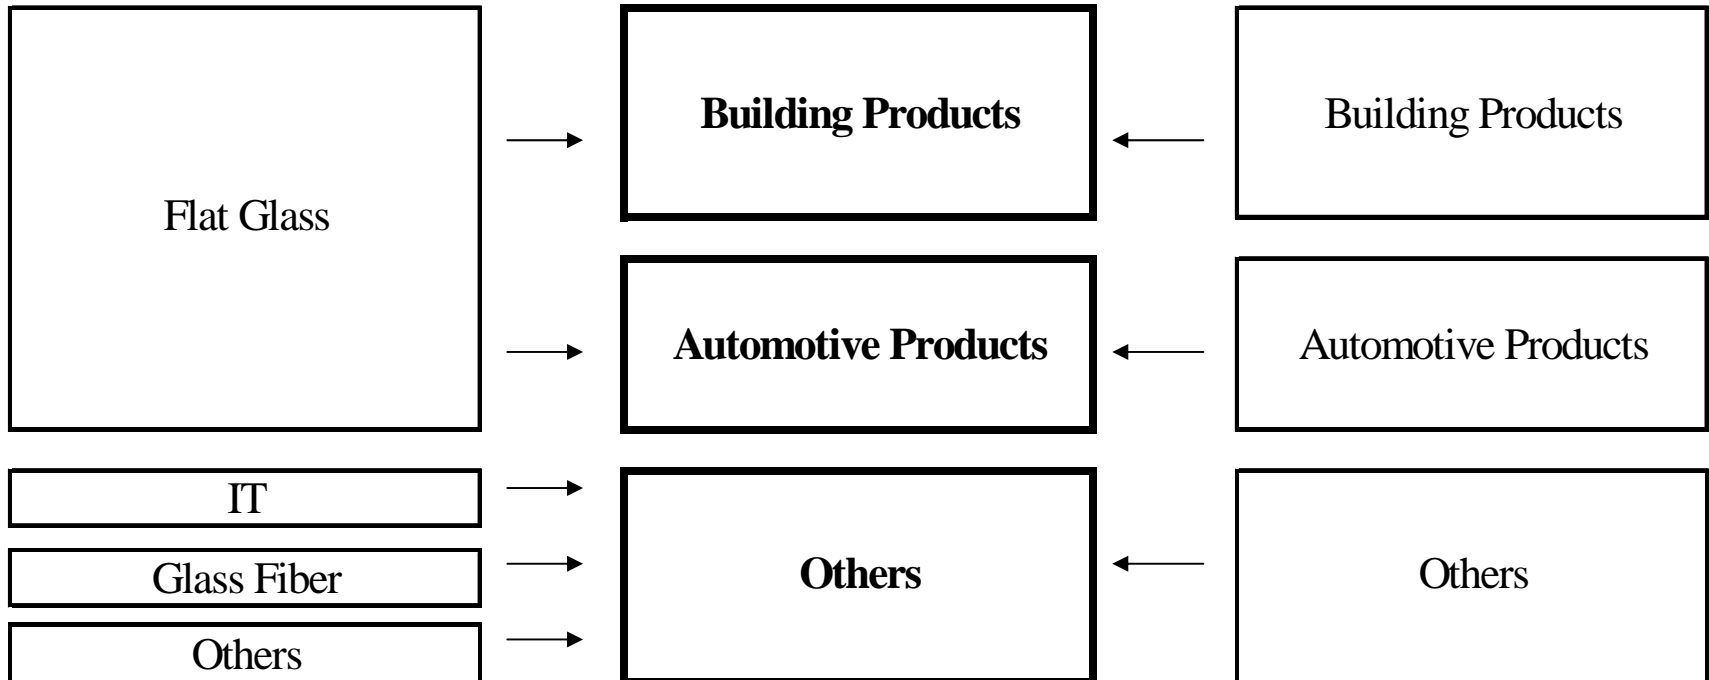 Flat Glass
IT
Glass Fiber
Others
Building Products
Automotive Products
Others
Building Products
Automotive Products
Others